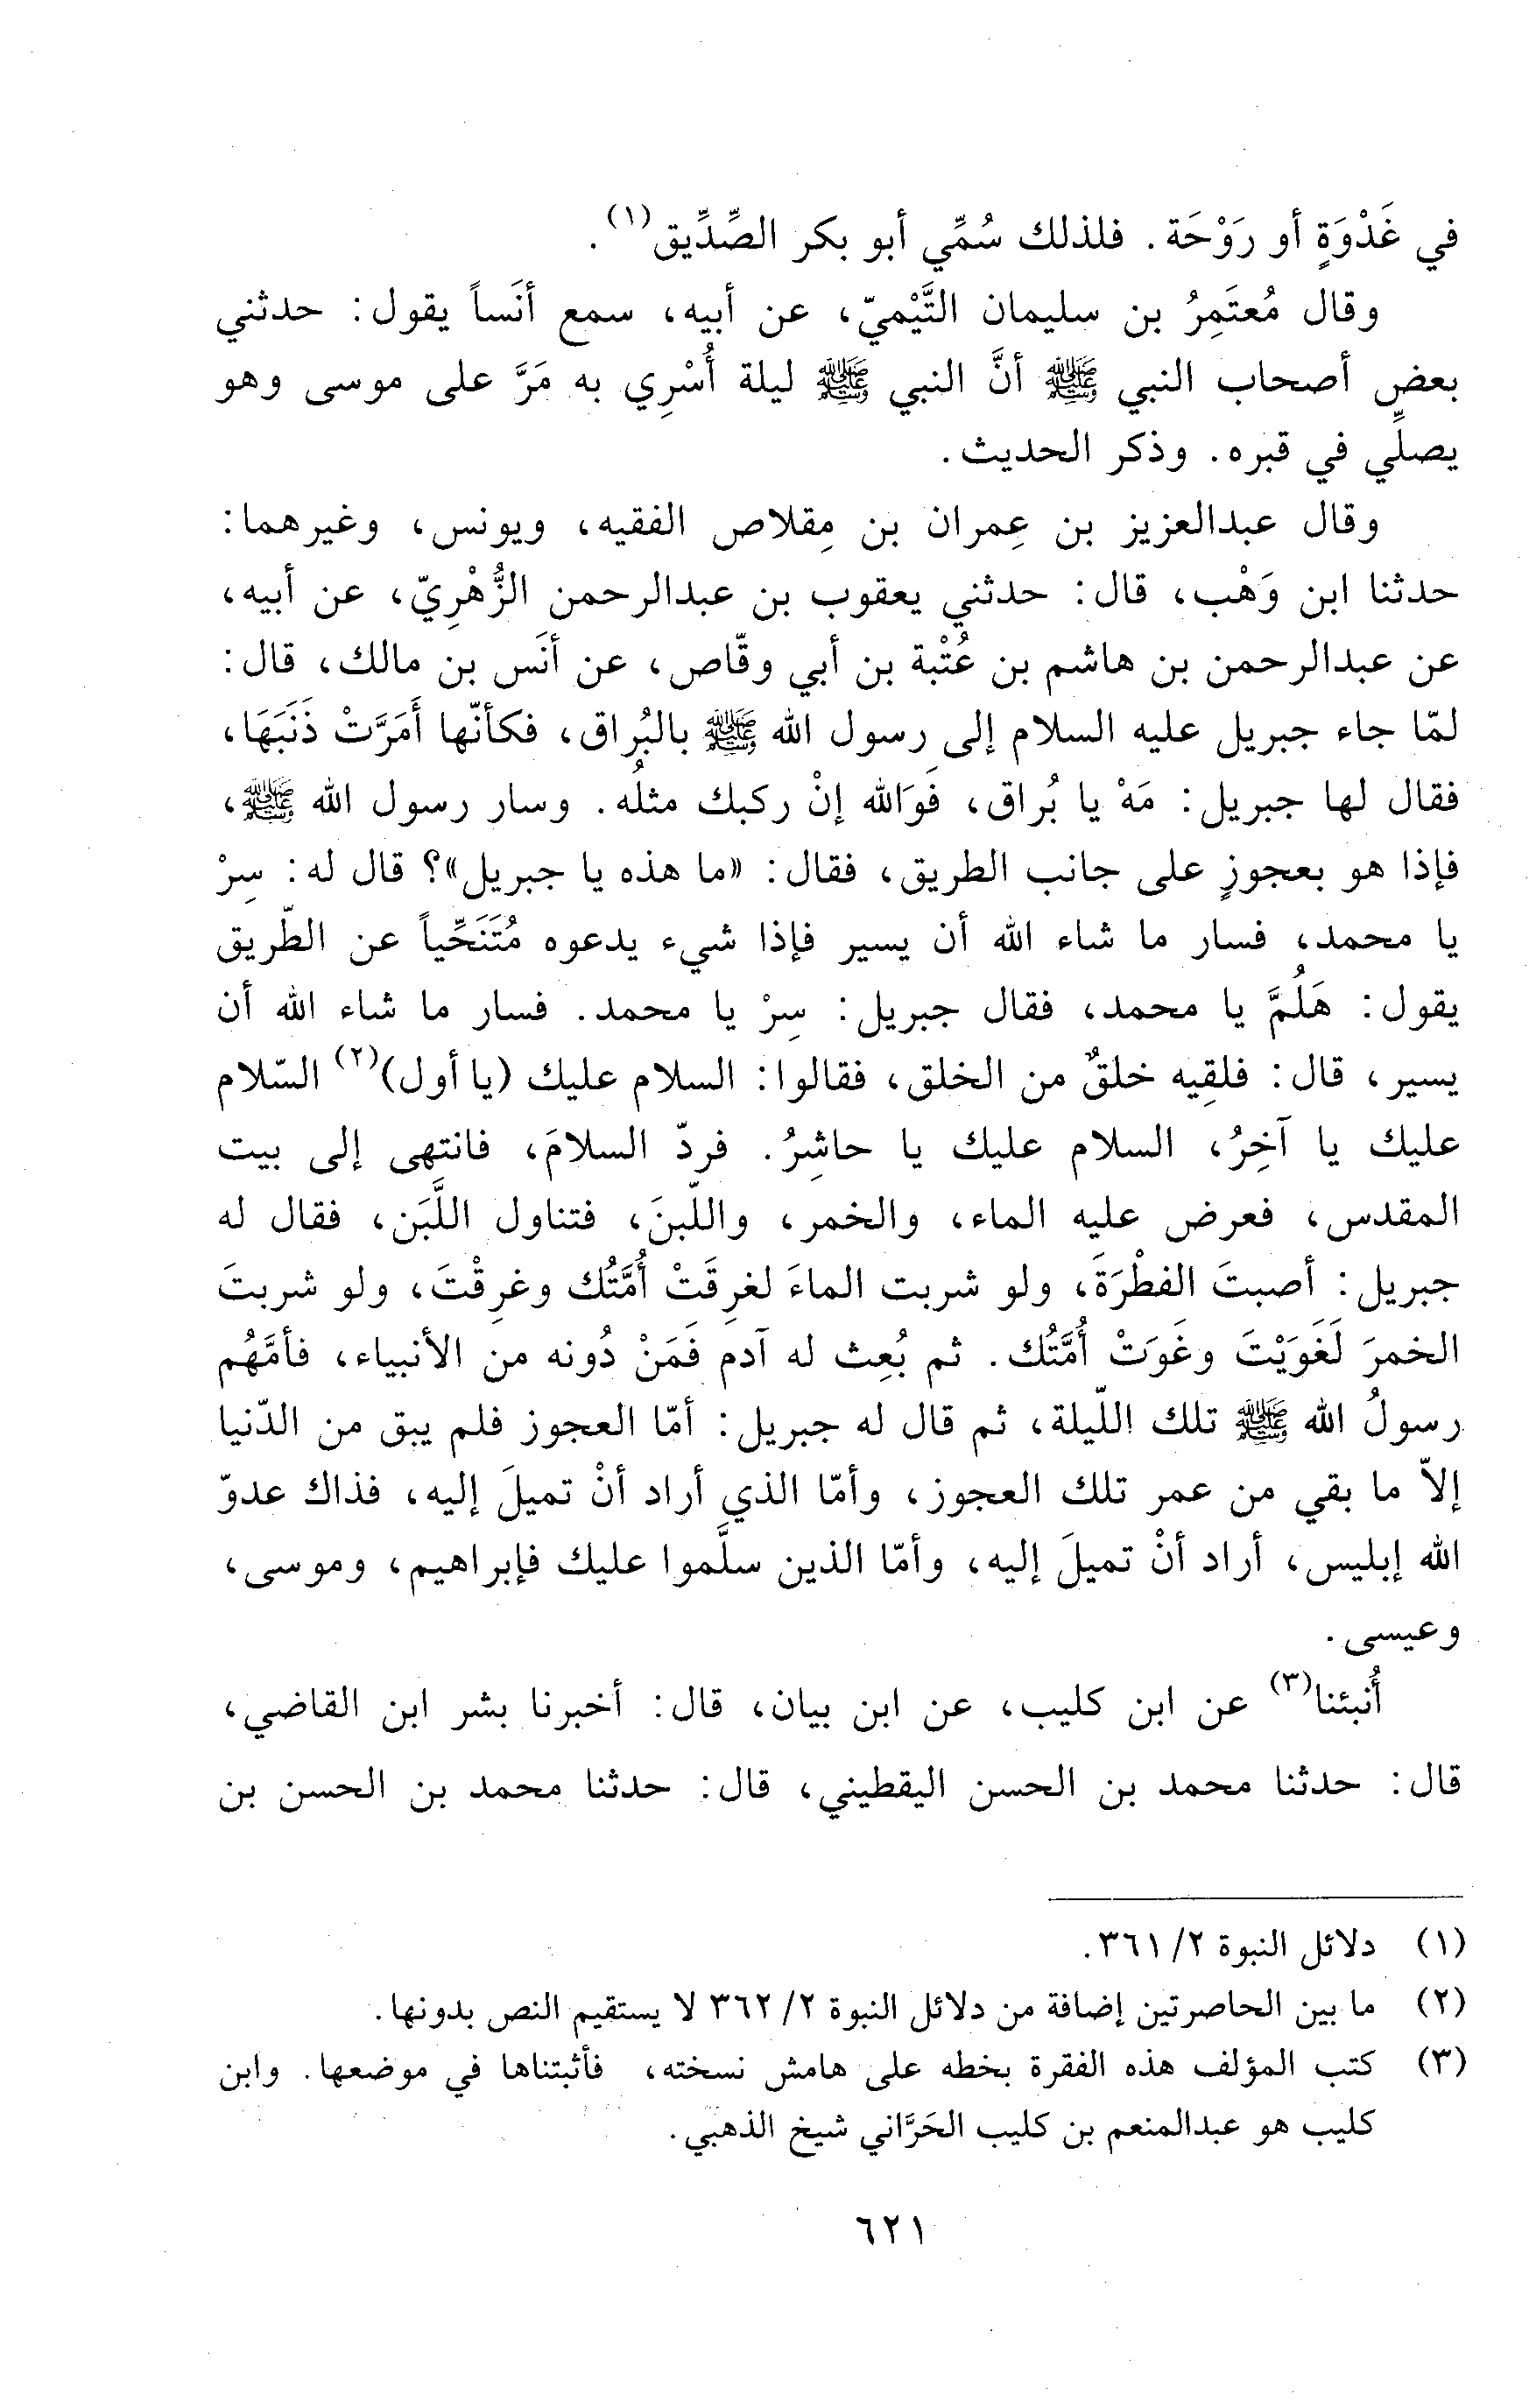 في غَدْوَةٍ أو رَوْحَة. فلذلك سُمِّي أبو بكر الصِّدِّيق(١).
وقال مُعتَمِرُ بن سليمان التَّيْميّ، عن أبيه، سمع أنَساً يقول: حدثني
بعض أصحاب النبي ﷺ أنَّ النبي ﷺ ليلة أُسْرِي به مَرَّ على موسى وهو
يصلِّي في قبره. وذكر الحديث.
وقال عبدالعزيز بن عِمران بن مِقلاص الفقيه، ويونس، وغيرهما:
حدثنا ابن وَهْب، قال: حدثني يعقوب بن عبدالرحمن الزُّهْرِيّ، عن أبيه،
عن عبدالرحمن بن هاشم بن عُتْبة بن أبي وقّاص، عن أنَس بن مالك، قال:
لمّا جاء جبريل عليه السلام إلى رسول الله ﷺ بالبُراق، فكأنّها أَمَرَّتْ ذَنَبَهَا،
فقال لها جبريل: مَهْ يا بُراق، فَوَالله إنْ ركبك مثلُه. وسار رسول الله ﷺ،
فإذا هو بعجوزٍ على جانب الطريق، فقال: «ما هذه يا جبريل»؟ قال له: سِرْ
يا محمد، فسار ما شاء الله أن يسير فإذا شيء يدعوه مُتَنَحِّياً عن الطّريق
يقول: هَلُمَّ يا محمد، فقال جبريل: سِرْ يا محمد. فسار ما شاء الله أن
يسير، قال: فلقِيه خلقٌ من الخلق، فقالوا: السلام عليك (يا أول)(٢) السّلام
عليك يا آخِرُ، السلام عليك يا حاشِرُ. فردّ السلامَ، فانتهى إلى بيت
المقدس، فعرض عليه الماء، والخمر، واللّبنَ، فتناول اللَّبَن، فقال له
جبريل: أصبتَ الفطْرَةَ، ولو شربت الماءَ لغرِقَتْ أُمَّتُك وغرِقْتَ، ولو شربتَ
الخمرَ لَغَوَيْتَ وغَوَتْ أُمَّتُك. ثم بُعِث له آدم فَمَنْ دُونه من الأنبياء، فأمَّهُم
رسولُ الله ﷺ تلك اللّيلة، ثم قال له جبريل: أمّا العجوز فلم يبق من الدّنيا
إلاّ ما بقي من عمر تلك العجوز، وأمّا الذي أراد أنْ تميلَ إليه، فذاك عدوّ
الله إبليس، أراد أنْ تميلَ إليه، وأمّا الذين سلَّموا عليك فإبراهيم، وموسى،
وعيسى.
أُنبئنا(٣) عن ابن كليب، عن ابن بيان، قال: أخبرنا بشر ابن القاضي،
قال: حدثنا محمد بن الحسن اليقطيني، قال: حدثنا محمد بن الحسن بن
(١) دلائل النبوة ٢/ ٣٦١.
(٢) ما بين الحاصرتين إضافة من دلائل النبوة ٢/ ٣٦٢ لا يستقيم النص بدونها.
(٣) كتب المؤلف هذه الفقرة بخطه على هامش نسخته، فأثبتناها في موضعها. وابن
كليب هو عبدالمنعم بن كليب الحَرَّاني شيخ الذهبي.
٦٢١